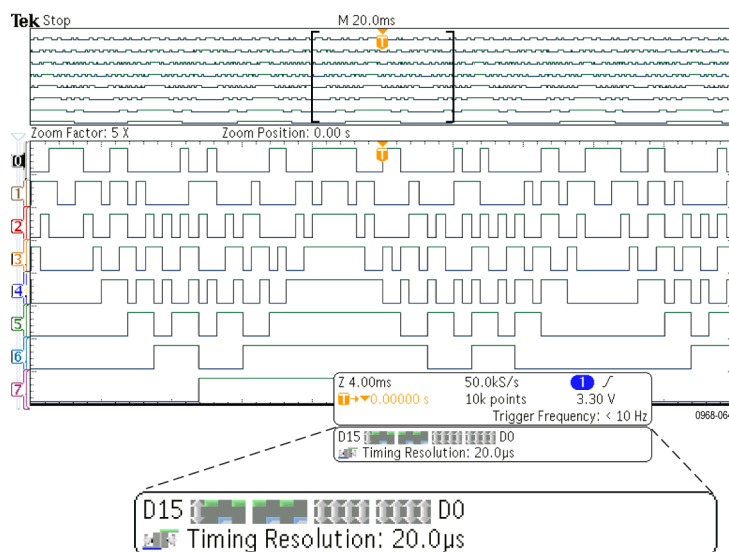 Tek Stop
M 20.0ms
T
Zoom Factor: 5 X
Zoom Position: 0.00 s
0
T
1
2
3
4
5
6
7
Z 4.00ms
50.0kS/s
1
T→▼0.00000 s
10k points
3.30 V
Trigger Frequency: < 10 Hz
0968-064
D15
D0
Timing Resolution: 20.0µs
D15
D0
Timing Resolution: 20.0µs